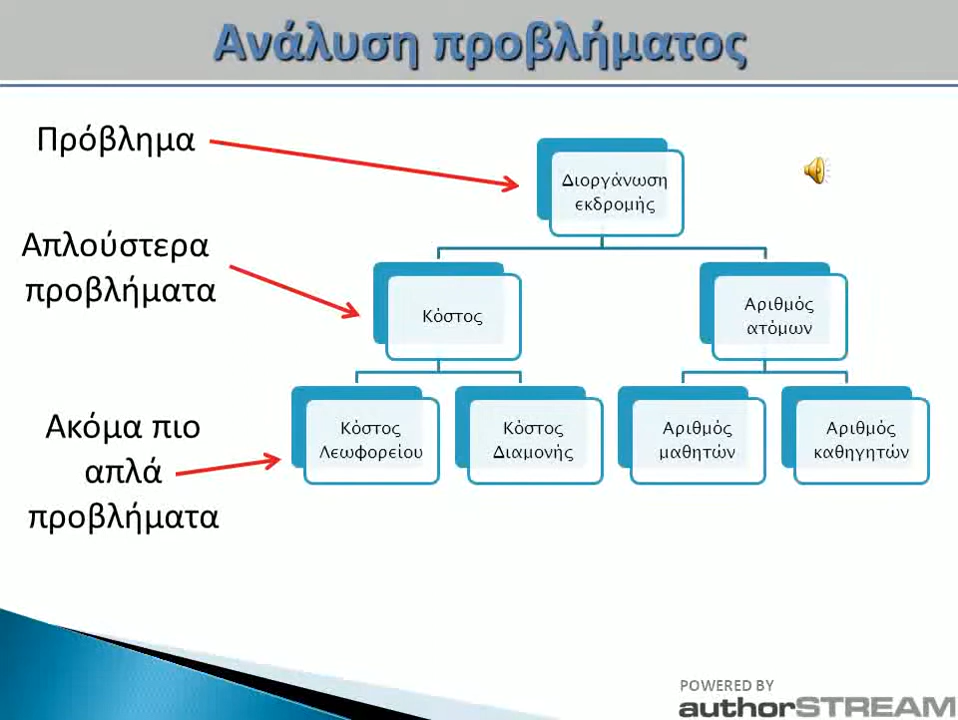 Ανάλυση προβλήματος
Πρόβλημα
Διοργάνωση
εκδρομής
Απλούστερα
προβλήματα
Κόστος
Αριθμός
ατόμων
Ακόμα πιο
απλά
προβλήματα
Κόστος
Λεωφορείου
Κόστος
Διαμονής
Αριθμός
μαθητών
Αριθμός
καθηγητών
POWERED BY
authorSTREAM